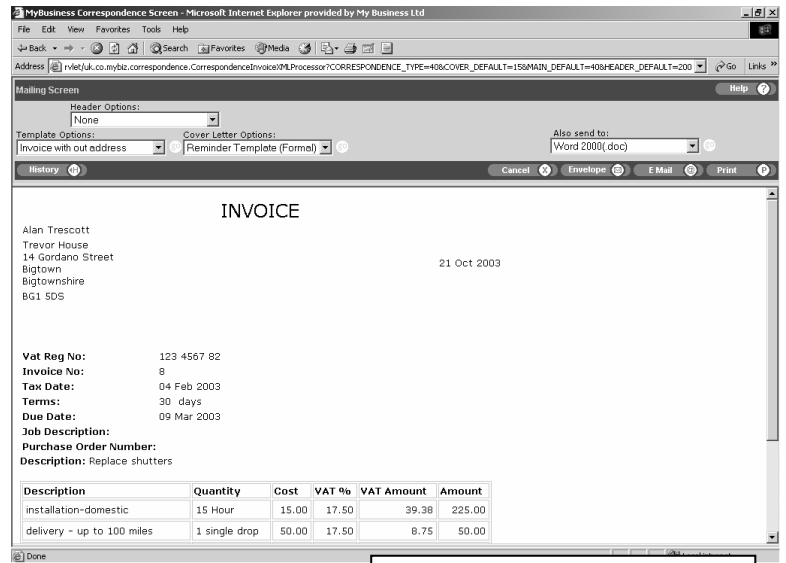 MyBusiness Correspondence Screen - Microsoft Internet Explorer provided by My Business Ltd
File Edit View Favorites Tools Help
Back Search Favorites Media
Address rvlet/uk.co.mybiz.correspondence.CorrespondenceInvoiceXMLProcessor?CORRESPONDENCE_TYPE=40&COVER_DEFAULT=15&MAIN_DEFAULT=40&HEADER_DEFAULT=200 Go Links »
Mailing Screen Help ?
Header Options:
None
Template Options: Cover Letter Options: Also send to:
Invoice with out address Reminder Template (Formal) Word 2000(.doc)
History (H) Cancel X Envelope E Mail @ Print P
INVOICE
Alan Trescott
Trevor House
14 Gordano Street
21 Oct 2003
Bigtown
Bigtownshire
BG1 5DS
Vat Reg No: 123 4567 82
Invoice No: 8
Tax Date: 04 Feb 2003
Terms: 30 days
Due Date: 09 Mar 2003
Job Description:
Purchase Order Number:
Description: Replace shutters
Description Quantity Cost VAT % VAT Amount Amount
installation-domestic 15 Hour 15.00 17.50 39.38 225.00
delivery - up to 100 miles 1 single drop 50.00 17.50 8.75 50.00
Done